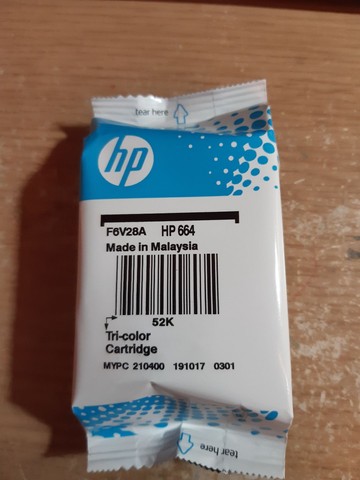 tear here
hp
F6V28A HP 664
Made in Malaysia
52K
Tri-color
Cartridge
MYPC 210400 191017 0301
tear here